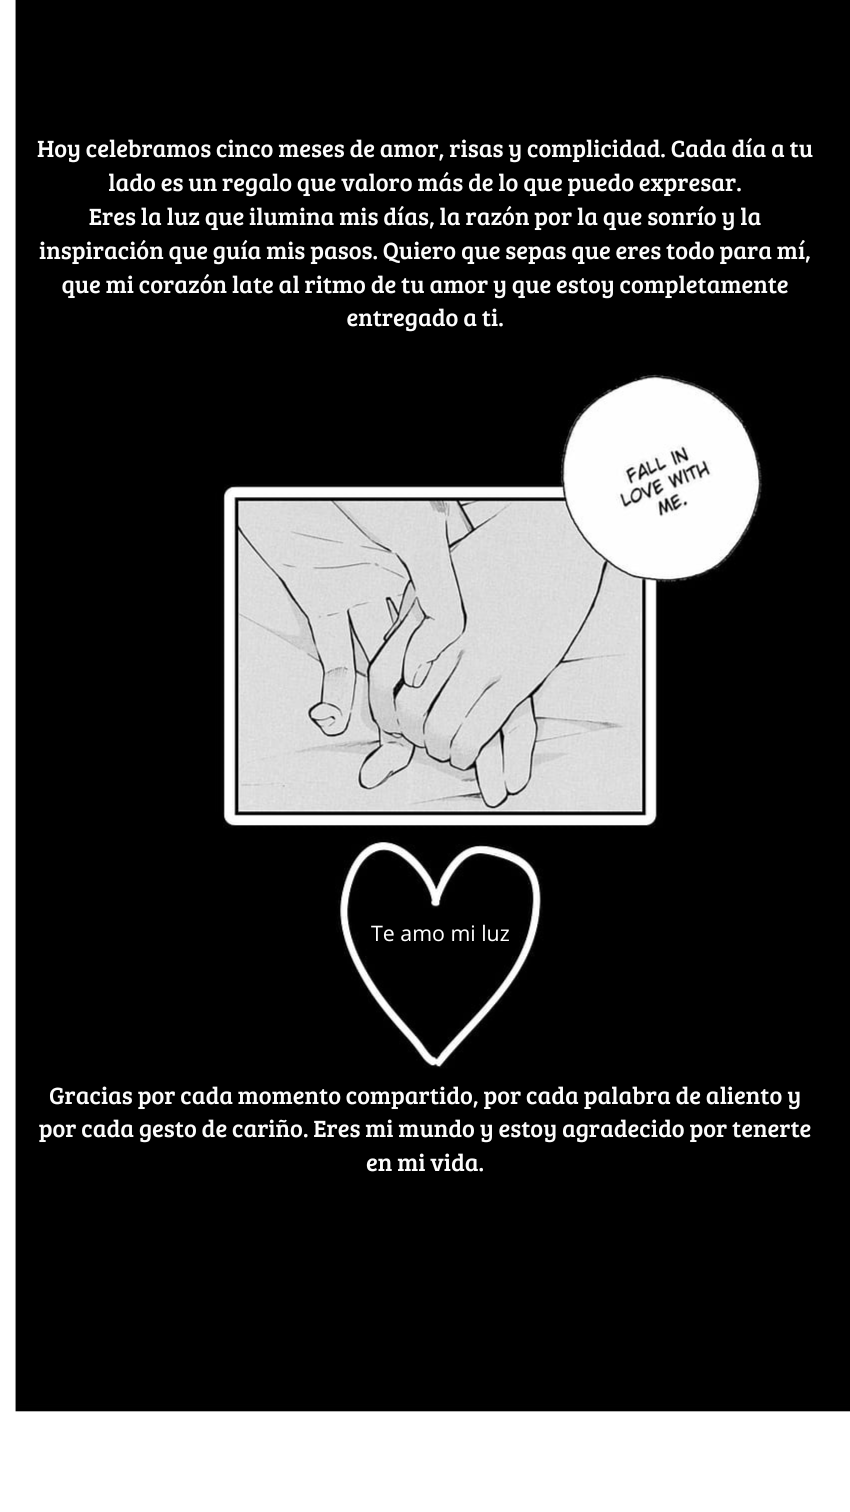 Hoy celebramos cinco meses de amor, risas y complicidad. Cada día a tu
lado es un regalo que valoro más de lo que puedo expresar.
Eres la luz que ilumina mis días, la razón por la que sonrío y la
inspiración que guía mis pasos. Quiero que sepas que eres todo para mí,
que mi corazón late al ritmo de tu amor y que estoy completamente
entregado a ti.
FALL IN
LOVE WITH
ME.
Te amo mi luz
Gracias por cada momento compartido, por cada palabra de aliento y
por cada gesto de cariño. Eres mi mundo y estoy agradecido por tenerte
en mi vida.